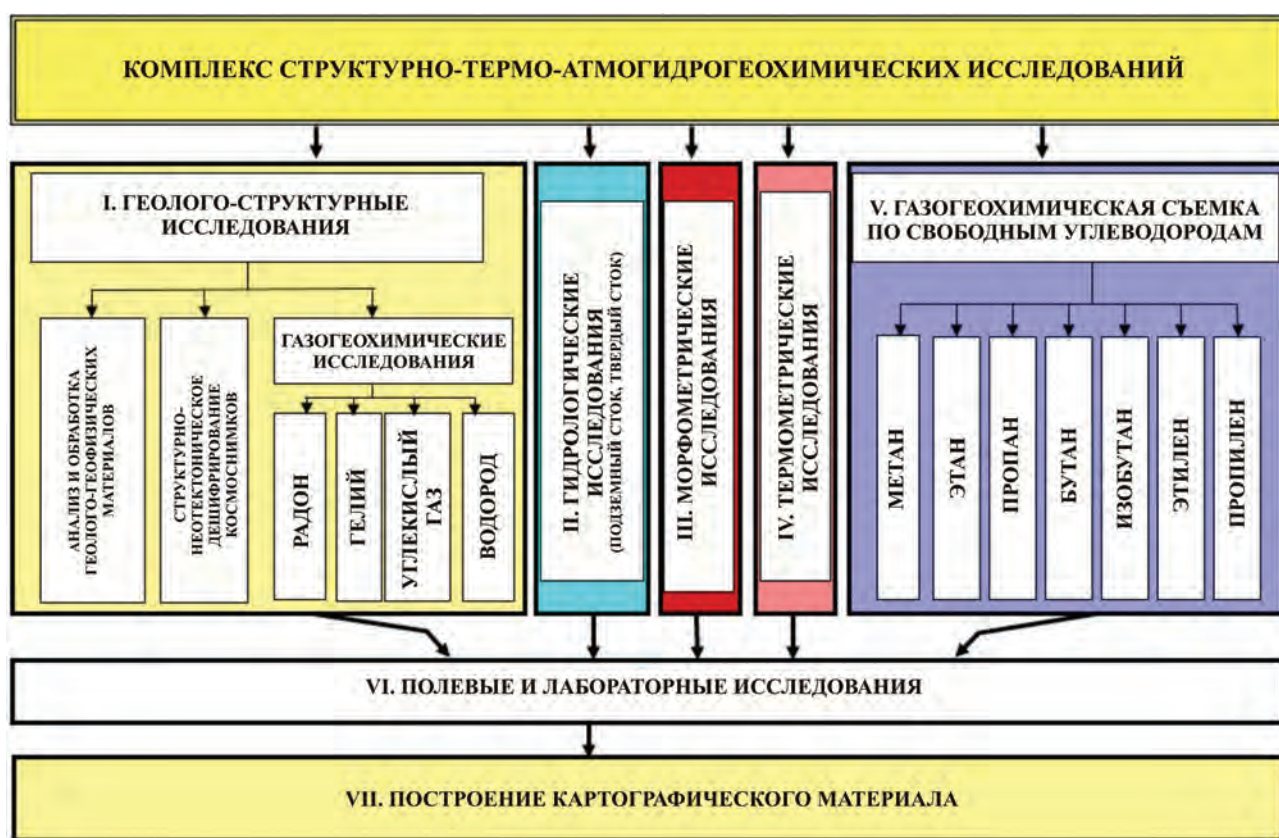 КОМПЛЕКС СТРУКТУРНО-ТЕРМО-АТМОГИДРОГЕОХИМИЧЕСКИХ ИССЛЕДОВАНИЙ
I. ГЕОЛОГО-СТРУКТУРНЫЕ
ИССЛЕДОВАНИЯ
АНАЛИЗ И ОБРАБОТКА
ГЕОЛОГО-ГЕОФИЗИЧЕСКИХ
МАТЕРИАЛОВ
СТРУКТУРНО-
НЕОТЕКТОНИЧЕСКОЕ
ДЕШИФРИРОВАНИЕ
КОСМОСНИМКОВ
ГАЗОГЕОХИМИЧЕСКИЕ
ИССЛЕДОВАНИЯ
РАДОН
ГЕЛИЙ
УГЛЕКИСЛЫЙ
ГАЗ
ВОДОРОД
II. ГИДРОЛОГИЧЕСКИЕ
ИССЛЕДОВАНИЯ
(ПОДЗЕМНЫЙ СТОК, ТВЕРДЫЙ СТОК)
III. МОРФОМЕТРИЧЕСКИЕ
ИССЛЕДОВАНИЯ
IV. ТЕРМОМЕТРИЧЕСКИЕ
ИССЛЕДОВАНИЯ
V. ГАЗОГЕОХИМИЧЕСКАЯ СЪЕМКА
ПО СВОБОДНЫМ УГЛЕВОДОРОДАМ
МЕТАН
ЭТАН
ПРОПАН
БУТАН
ИЗОБУТАН
ЭТИЛЕН
ПРОПИЛЕН
VI. ПОЛЕВЫЕ И ЛАБОРАТОРНЫЕ ИССЛЕДОВАНИЯ
VII. ПОСТРОЕНИЕ КАРТОГРАФИЧЕСКОГО МАТЕРИАЛА